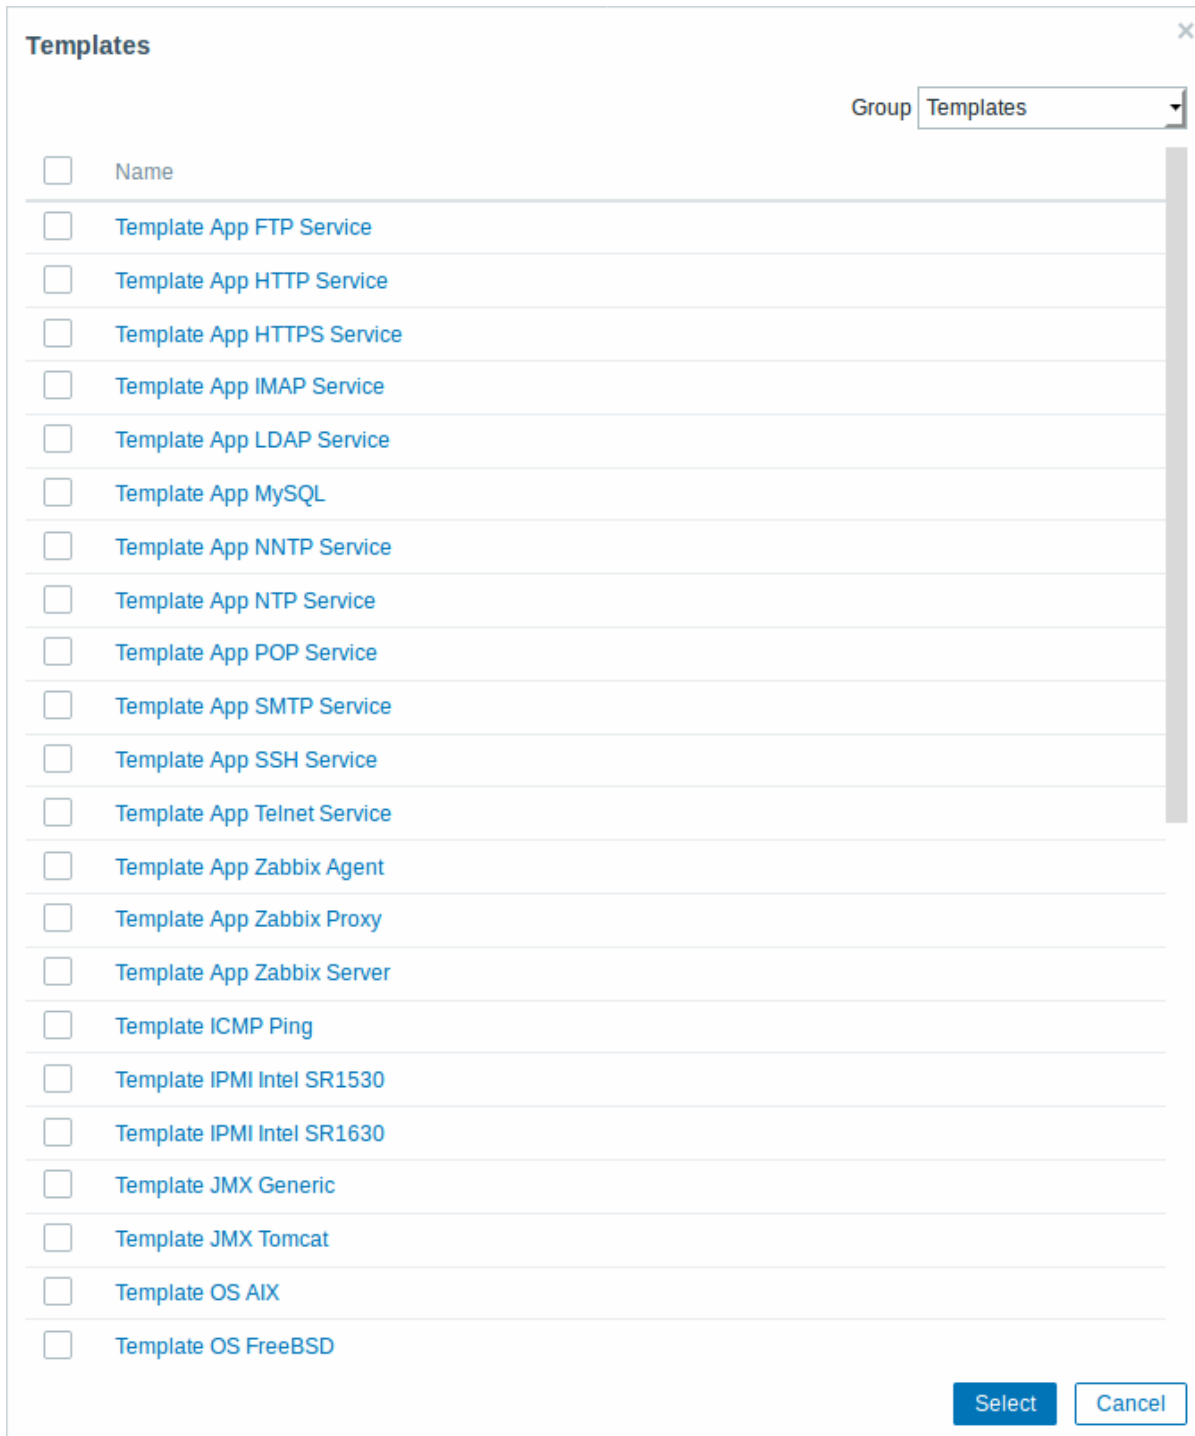 Templates
×
Group Templates
Name
Template App FTP Service
Template App HTTP Service
Template App HTTPS Service
Template App IMAP Service
Template App LDAP Service
Template App MySQL
Template App NNTP Service
Template App NTP Service
Template App POP Service
Template App SMTP Service
Template App SSH Service
Template App Telnet Service
Template App Zabbix Agent
Template App Zabbix Proxy
Template App Zabbix Server
Template ICMP Ping
Template IPMI Intel SR1530
Template IPMI Intel SR1630
Template JMX Generic
Template JMX Tomcat
Template OS AIX
Template OS FreeBSD
Select Cancel